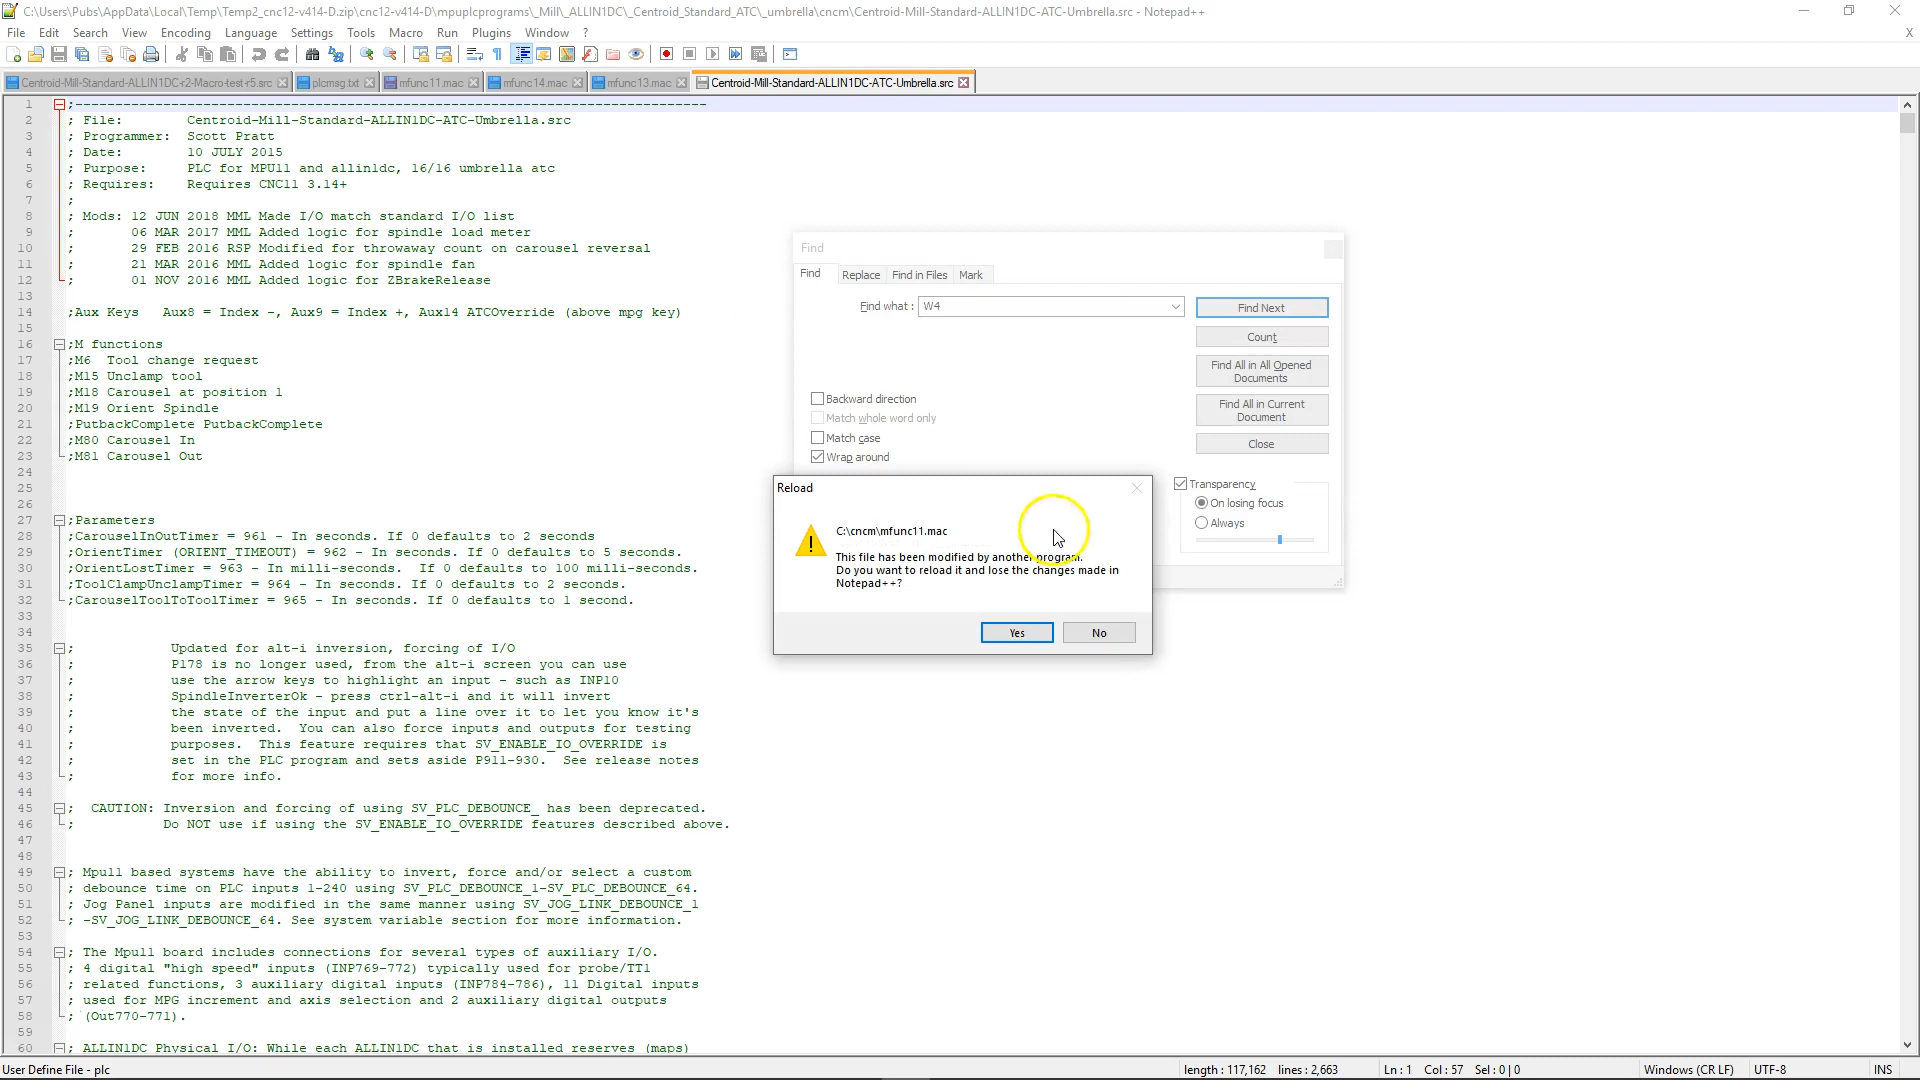 C:\Users\Pubs\AppData\Local\Temp\Temp2_cnc12-v414-D.zip\cnc12-v414-D\mpuplcprograms\_Mill\_ALLIN1DC\_Centroid_Standard_ATC\_umbrella\cncm\Centroid-Mill-Standard-ALLIN1DC-ATC-Umbrella.src - Notepad++
File Edit Search View Encoding Language Settings Tools Macro Run Plugins Window ? X
Centroid-Mill-Standard-ALLIN1DC-r2-Macro-test-r5.src plcmsg.txt mfunc11.mac mfunc14.mac mfunc13.mac Centroid-Mill-Standard-ALLIN1DC-ATC-Umbrella.src
1 ;------------------------------------------------------------------------------
2 ; File: Centroid-Mill-Standard-ALLIN1DC-ATC-Umbrella.src
3 ; Programmer: Scott Pratt
4 ; Date: 10 JULY 2015
5 ; Purpose: PLC for MPU11 and allin1dc, 16/16 umbrella atc
6 ; Requires: Requires CNC11 3.14+
7 ;
8 ; Mods: 12 JUN 2018 MML Made I/O match standard I/O list
9 ; 06 MAR 2017 MML Added logic for spindle load meter
10 ; 29 FEB 2016 RSP Modified for throwaway count on carousel reversal
11 ; 21 MAR 2016 MML Added logic for spindle fan
12 ; 01 NOV 2016 MML Added logic for ZBrakeRelease
13
14 ;Aux Keys Aux8 = Index -, Aux9 = Index +, Aux14 ATCOverride (above mpg key)
15
16 ;M functions
17 ;M6 Tool change request
18 ;M15 Unclamp tool
19 ;M18 Carousel at position 1
20 ;M19 Orient Spindle
21 ;PutbackComplete PutbackComplete
22 ;M80 Carousel In
23 ;M81 Carousel Out
24
25
26
27 ;Parameters
28 ;CarouselInOutTimer = 961 - In seconds. If 0 defaults to 2 seconds
29 ;OrientTimer (ORIENT_TIMEOUT) = 962 - In seconds. If 0 defaults to 5 seconds.
30 ;OrientLostTimer = 963 - In milli-seconds. If 0 defaults to 100 milli-seconds.
31 ;ToolClampUnclampTimer = 964 - In seconds. If 0 defaults to 2 seconds.
32 ;CarouselToolToToolTimer = 965 - In seconds. If 0 defaults to 1 second.
33
34
35 ; Updated for alt-i inversion, forcing of I/O
36 ; P178 is no longer used, from the alt-i screen you can use
37 ; use the arrow keys to highlight an input - such as INP10
38 ; SpindleInverterOk - press ctrl-alt-i and it will invert
39 ; the state of the input and put a line over it to let you know it's
40 ; been inverted. You can also force inputs and outputs for testing
41 ; purposes. This feature requires that SV_ENABLE_IO_OVERRIDE is
42 ; set in the PLC program and sets aside P911-930. See release notes
43 ; for more info.
44
45 ; CAUTION: Inversion and forcing of using SV_PLC_DEBOUNCE_ has been deprecated.
46 ; Do NOT use if using the SV_ENABLE_IO_OVERRIDE features described above.
47
48
49 ; Mpu11 based systems have the ability to invert, force and/or select a custom
50 ; debounce time on PLC inputs 1-240 using SV_PLC_DEBOUNCE_1-SV_PLC_DEBOUNCE_64.
51 ; Jog Panel inputs are modified in the same manner using SV_JOG_LINK_DEBOUNCE_1
52 ; -SV_JOG_LINK_DEBOUNCE_64. See system variable section for more information.
53
54 ; The Mpu11 board includes connections for several types of auxiliary I/O.
55 ; 4 digital "high speed" inputs (INP769-772) typically used for probe/TT1
56 ; related functions, 3 auxiliary digital inputs (INP784-786), 11 Digital inputs
57 ; used for MPG increment and axis selection and 2 auxiliary digital outputs
58 ; (Out770-771).
59
60 ; ALLIN1DC Physical I/O: While each ALLIN1DC that is installed reserves (maps)
Find
Find Replace Find in Files Mark
Find what : W4 Find Next
Count
Find All in All Opened
Documents
Backward direction
Find All in Current
Document
Match whole word only
Match case
Close
Wrap around
Transparency
On losing focus
Always
Reload
C:\cncm\mfunc11.mac
This file has been modified by another program.
Do you want to reload it and lose the changes made in
Notepad++?
Yes No
User Define File - plc length : 117,162 lines : 2,663 Ln : 1 Col : 57 Sel : 0 | 0 Windows (CR LF) UTF-8 INS